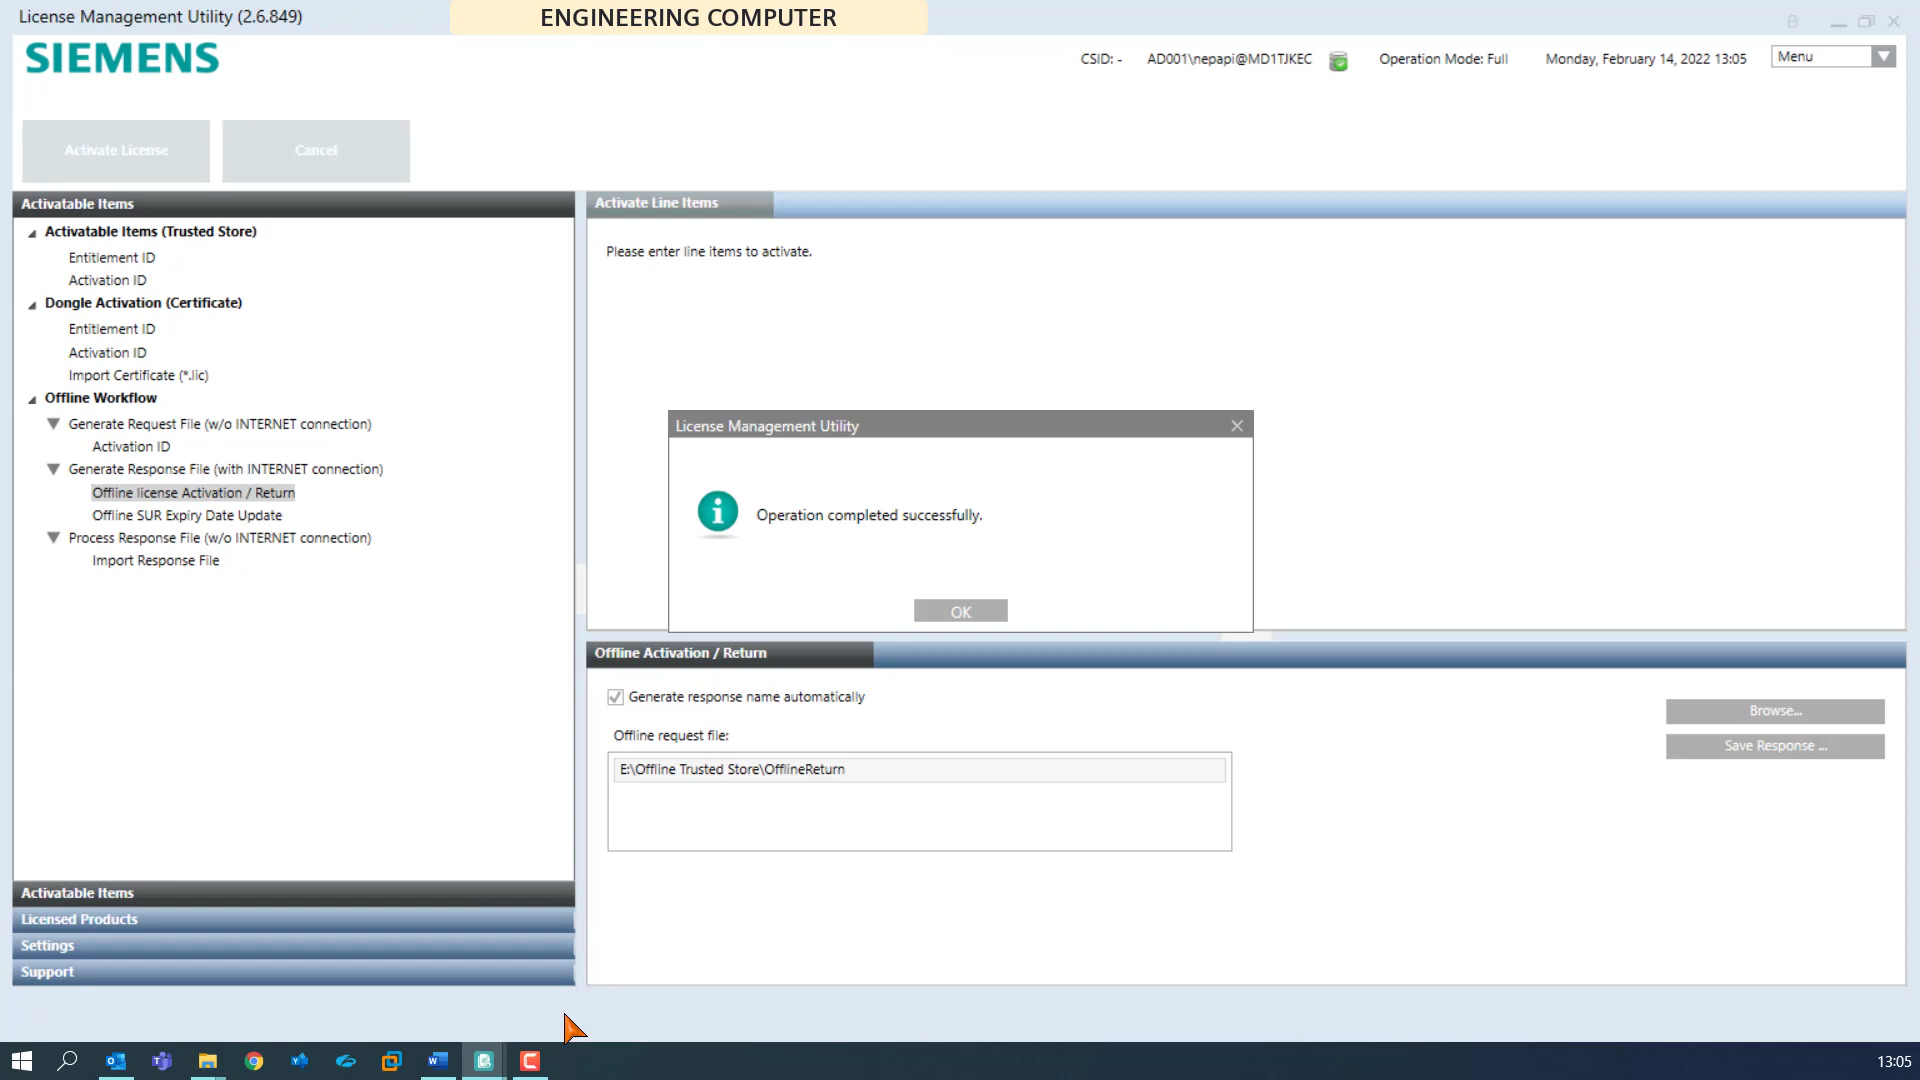 License Management Utility (2.6.849)
ENGINEERING COMPUTER
SIEMENS
CSID: -
AD001\nepapi@MD1TJKEC
Operation Mode: Full
Monday, February 14, 2022 13:05
Menu
Activate License
Cancel
Activatable Items
Activatable Items (Trusted Store)
Entitlement ID
Activation ID
Dongle Activation (Certificate)
Entitlement ID
Activation ID
Import Certificate (*.lic)
Offline Workflow
Generate Request File (w/o INTERNET connection)
Activation ID
Generate Response File (with INTERNET connection)
Offline license Activation / Return
Offline SUR Expiry Date Update
Process Response File (w/o INTERNET connection)
Import Response File
Activatable Items
Licensed Products
Settings
Support
Activate Line Items
Please enter line items to activate.
License Management Utility
Operation completed successfully.
OK
Offline Activation / Return
Generate response name automatically
Offline request file:
E:\Offline Trusted Store\OfflineReturn
Browse...
Save Response ...
13:05